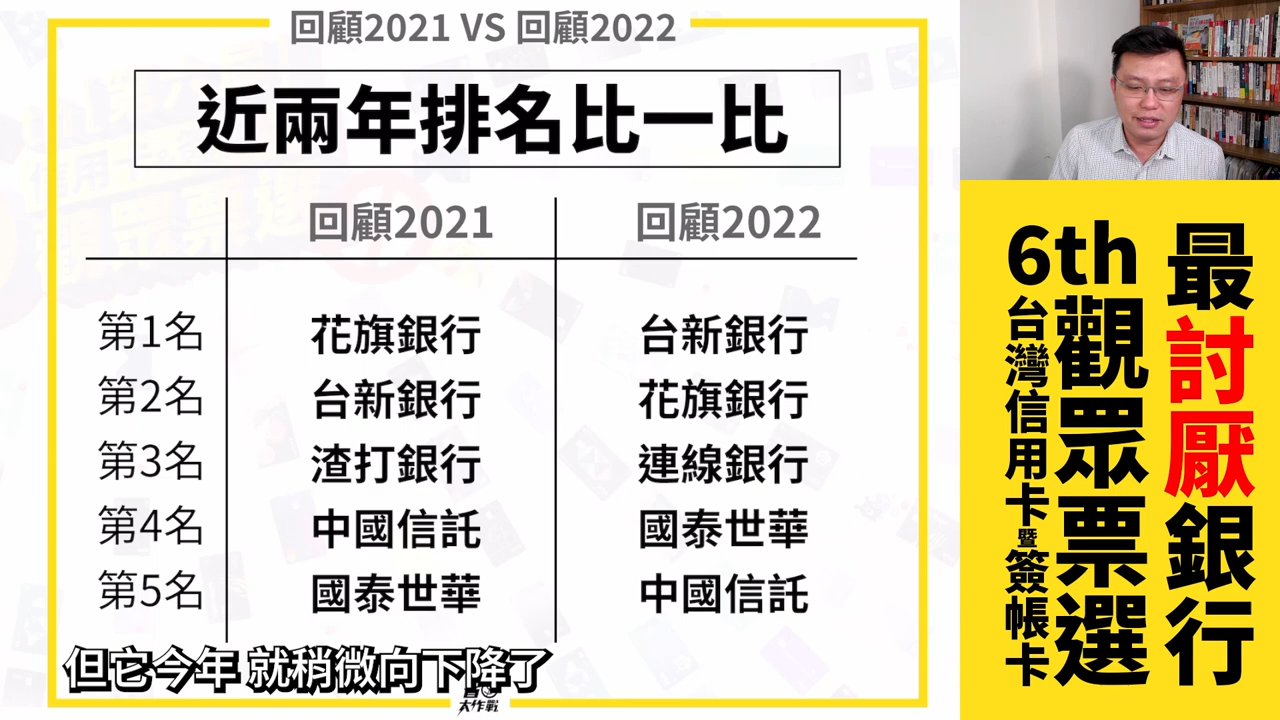 回顧2021 VS 回顧2022
近兩年排名比一比
回顧2021 回顧2022
第1名 花旗銀行 台新銀行
第2名 台新銀行 花旗銀行
第3名 渣打銀行 連線銀行
第4名 中國信託 國泰世華
第5名 國泰世華 中國信託
但它今年 就稍微向下降了
大作戰
最討厭銀行
6th觀眾票選
台灣信用卡暨簽帳卡